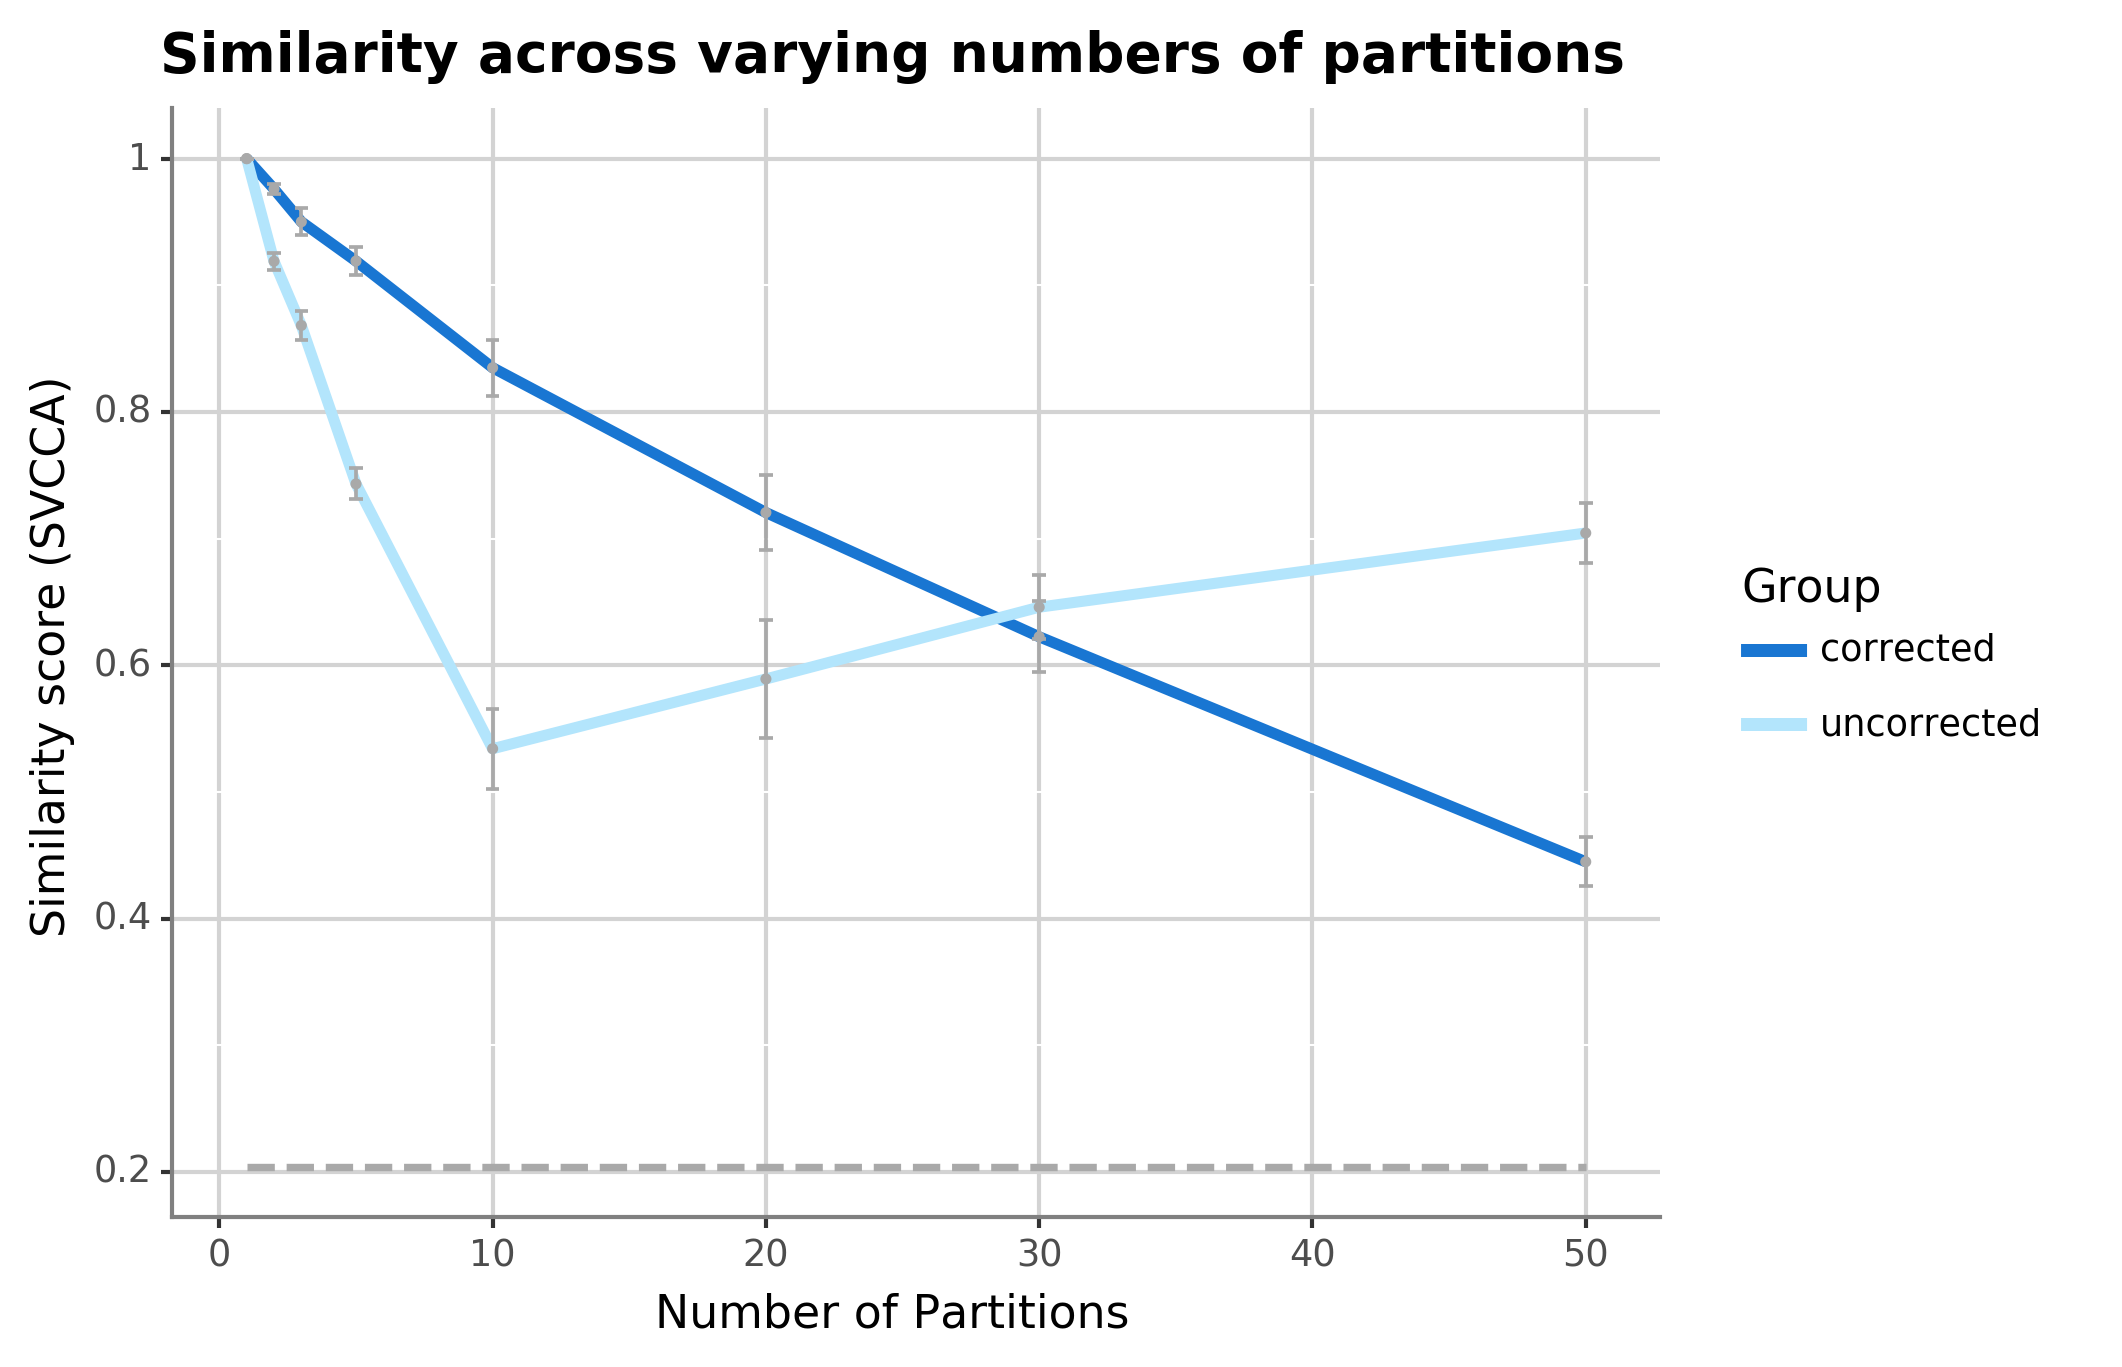 Similarity across varying numbers of partitions
1
0.8
0.6
0.4
0.2
Similarity score (SVCCA)
0 10 20 30 40 50
Number of Partitions
Group
corrected
uncorrected